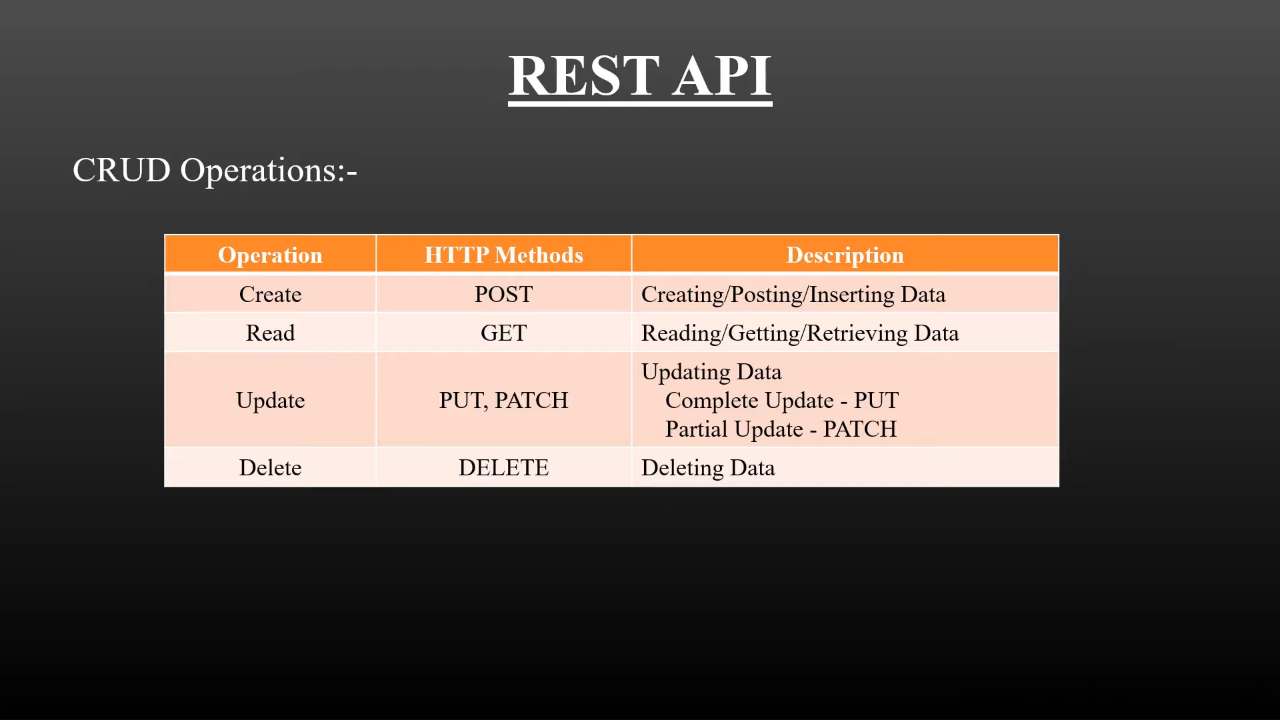 REST API
CRUD Operations:-
Operation HTTP Methods Description
Create POST Creating/Posting/Inserting Data
Read GET Reading/Getting/Retrieving Data
Update PUT, PATCH Updating Data
Complete Update - PUT
Partial Update - PATCH
Delete DELETE Deleting Data